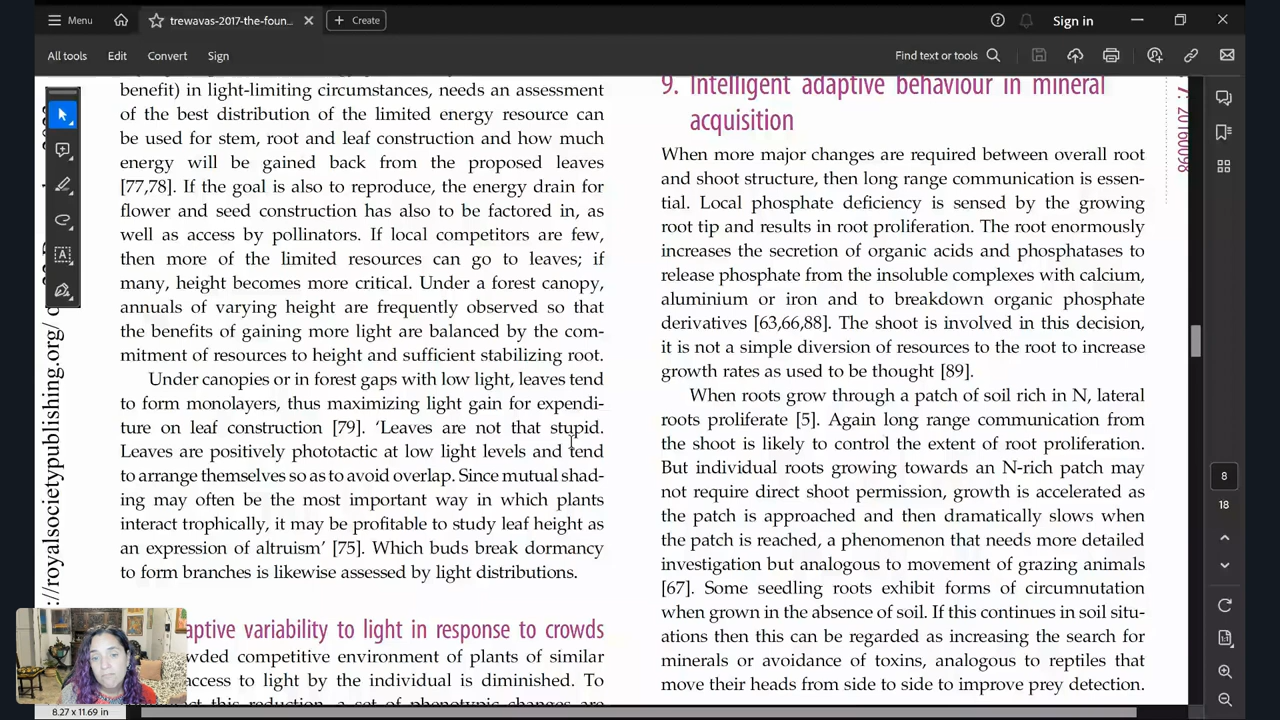 Menu
trewavas-2017-the-foun...
Create
Sign in
All tools
Edit
Convert
Sign
Find text or tools
benefit) in light-limiting circumstances, needs an assessment
of the best distribution of the limited energy resource can
be used for stem, root and leaf construction and how much
energy will be gained back from the proposed leaves
[77,78]. If the goal is also to reproduce, the energy drain for
flower and seed construction has also to be factored in, as
well as access by pollinators. If local competitors are few,
then more of the limited resources can go to leaves; if
many, height becomes more critical. Under a forest canopy,
annuals of varying height are frequently observed so that
the benefits of gaining more light are balanced by the com-
mitment of resources to height and sufficient stabilizing root.
Under canopies or in forest gaps with low light, leaves tend
to form monolayers, thus maximizing light gain for expendi-
ture on leaf construction [79]. ‘Leaves are not that stupid.
Leaves are positively phototactic at low light levels and tend
to arrange themselves so as to avoid overlap. Since mutual shad-
ing may often be the most important way in which plants
interact trophically, it may be profitable to study leaf height as
an expression of altruism’ [75]. Which buds break dormancy
to form branches is likewise assessed by light distributions.
aptive variability to light in response to crowds
wded competitive environment of plants of similar
access to light by the individual is diminished. To
this reduction, a set of phenotypic changes are
9. Intelligent adaptive behaviour in mineral
acquisition
When more major changes are required between overall root
and shoot structure, then long range communication is essen-
tial. Local phosphate deficiency is sensed by the growing
root tip and results in root proliferation. The root enormously
increases the secretion of organic acids and phosphatases to
release phosphate from the insoluble complexes with calcium,
aluminium or iron and to breakdown organic phosphate
derivatives [63,66,88]. The shoot is involved in this decision,
it is not a simple diversion of resources to the root to increase
growth rates as used to be thought [89].
When roots grow through a patch of soil rich in N, lateral
roots proliferate [5]. Again long range communication from
the shoot is likely to control the extent of root proliferation.
But individual roots growing towards an N-rich patch may
not require direct shoot permission, growth is accelerated as
the patch is approached and then dramatically slows when
the patch is reached, a phenomenon that needs more detailed
investigation but analogous to movement of grazing animals
[67]. Some seedling roots exhibit forms of circumnutation
when grown in the absence of soil. If this continues in soil situ-
ations then this can be regarded as increasing the search for
minerals or avoidance of toxins, analogous to reptiles that
move their heads from side to side to improve prey detection.
://royalsocietypublishing.org/
7: 20160098
8
18
8.27 x 11.69 in